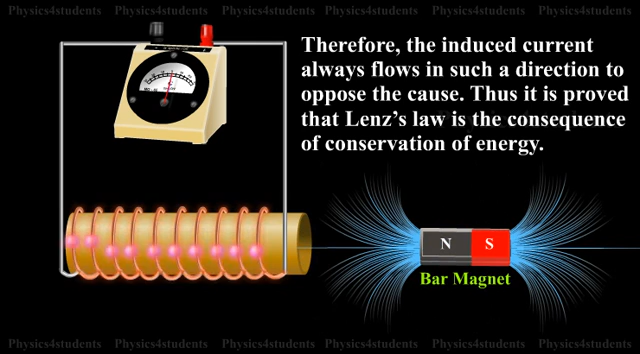 Physics4students Physics4students Physics4students Physics4students Physics4students Physics4students
Therefore, the induced current
always flows in such a direction to
oppose the cause. Thus it is proved
that Lenz's law is the consequence
of conservation of energy.
N S
Bar Magnet
Physics4students Physics4students Physics4students Physics4students Physics4students Physics4students